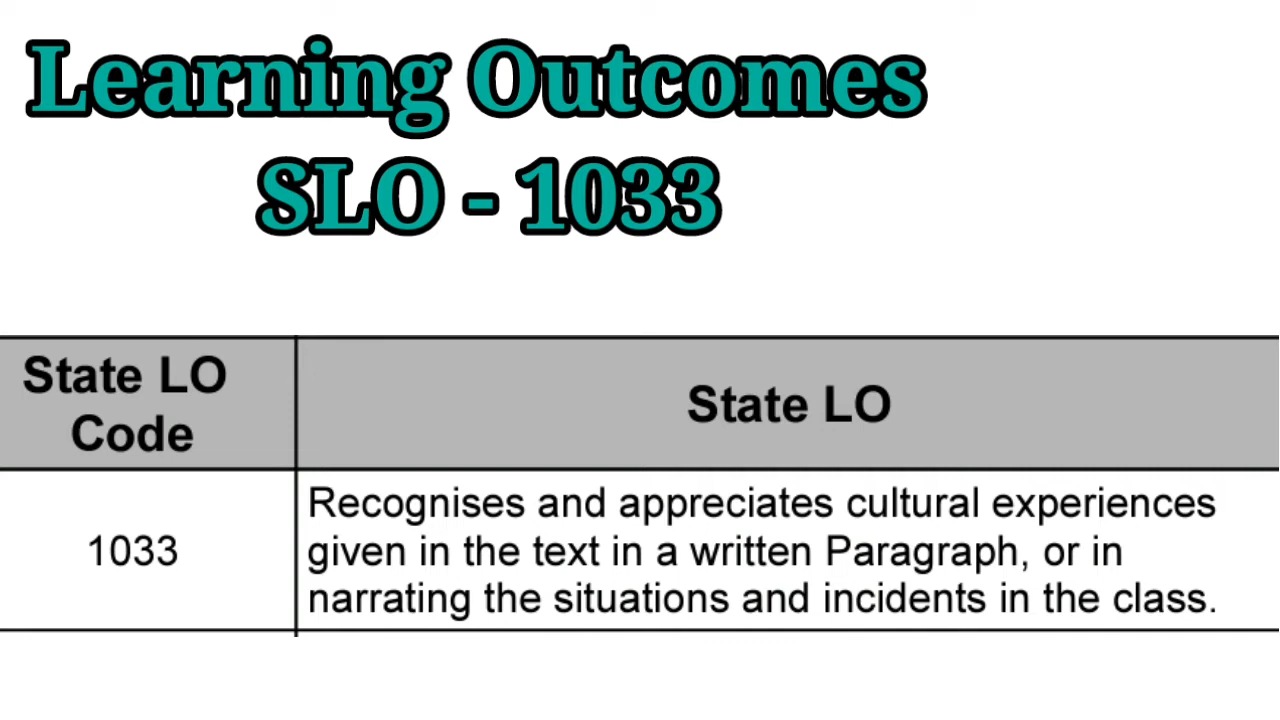 Learning Outcomes
SLO - 1033
State LO
Code
State LO
1033
Recognises and appreciates cultural experiences
given in the text in a written Paragraph, or in
narrating the situations and incidents in the class.